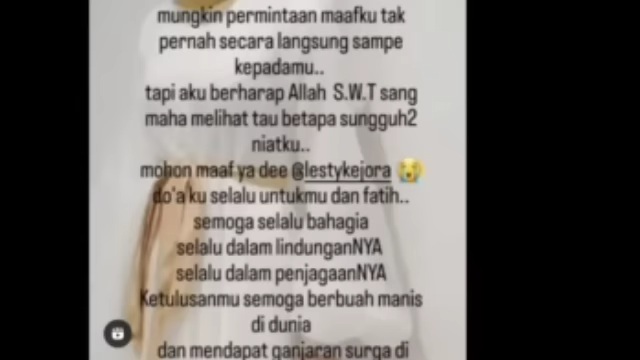 mungkin permintaan maafku tak
pernah secara langsung sampe
kepadamu..
tapi aku berharap Allah S.W.T sang
maha melihat tau betapa sungguh2
niatku..
mohon maaf ya dee @lestykejora 😭
do'a ku selalu untukmu dan fatih..
semoga selalu bahagia
selalu dalam lindunganNYA
selalu dalam penjagaanNYA
Ketulusanmu semoga berbuah manis
di dunia
dan mendapat ganjaran surga di